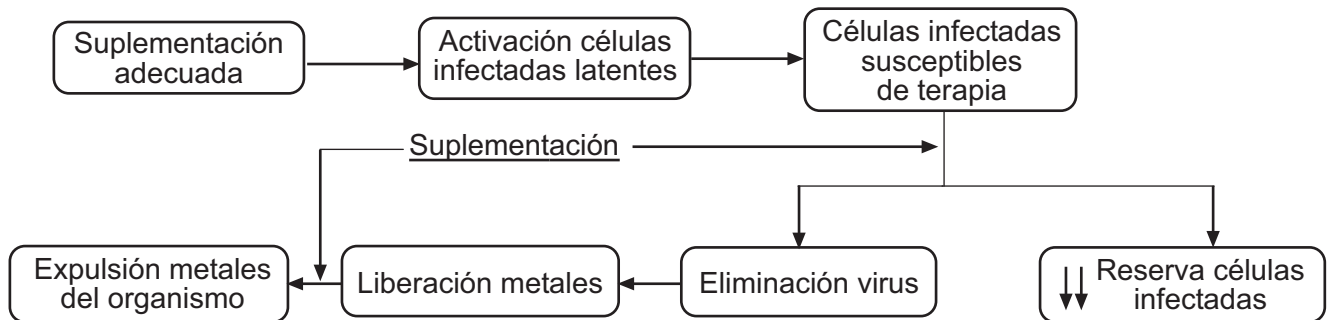 Suplementación
adecuada
Activación células
infectadas latentes
Células infectadas
susceptibles
de terapia
Suplementación
Expulsión metales
del organismo
Liberación metales
Eliminación virus
Reserva células
infectadas